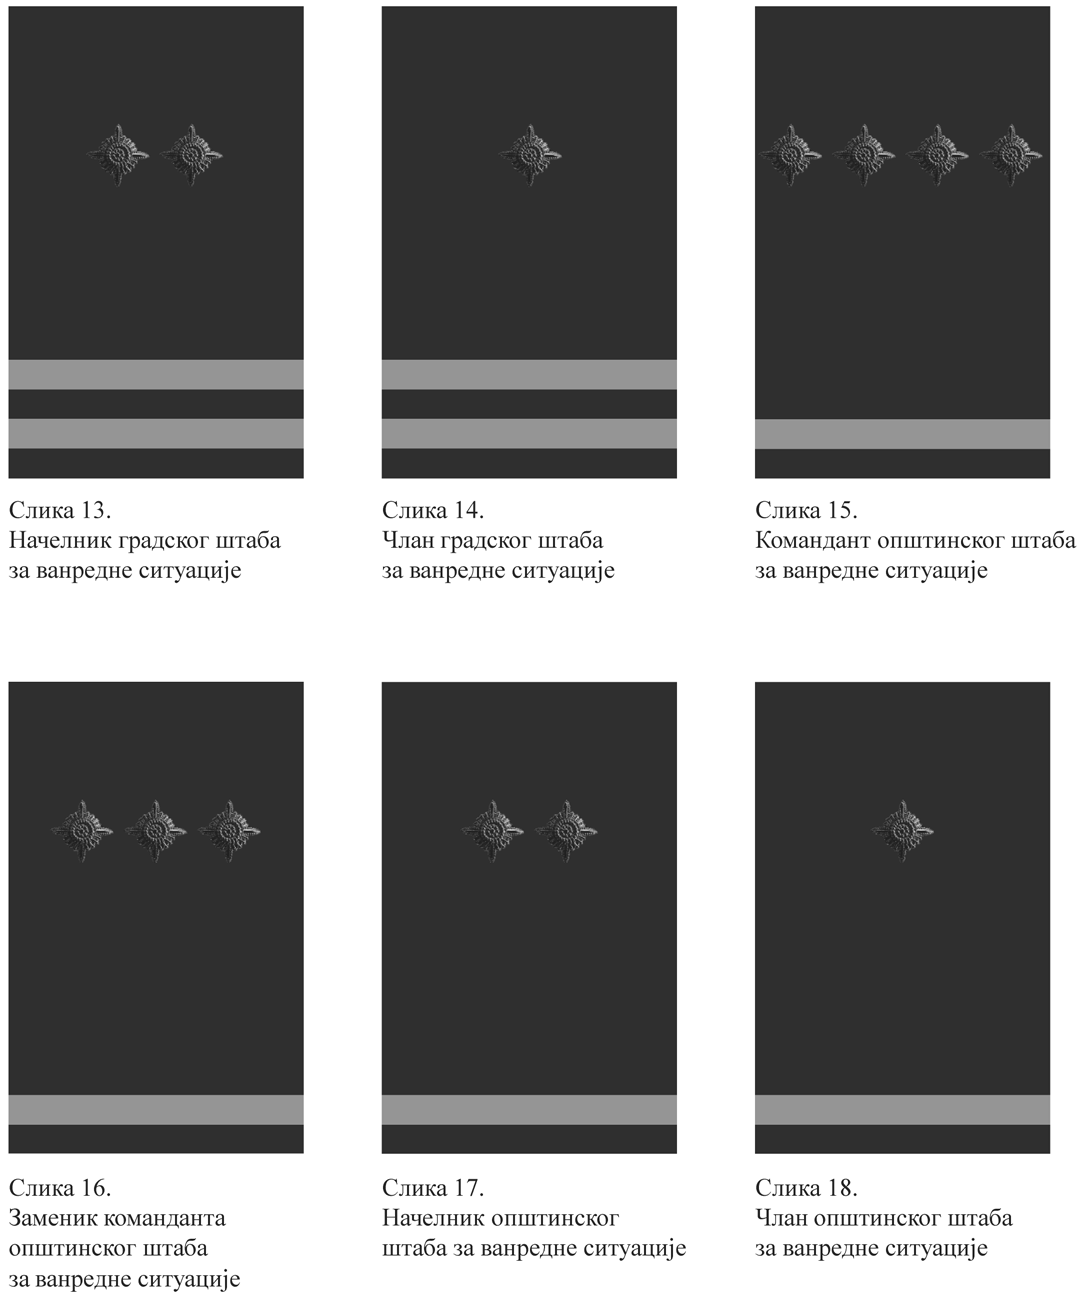 Слика 13.
Начелник градског штаба
за ванредне ситуације
Слика 14.
Члан градског штаба
за ванредне ситуације
Слика 15.
Командант општинског штаба
за ванредне ситуације
Слика 16.
Заменик команданта
општинског штаба
за ванредне ситуације
Слика 17.
Начелник општинског
штаба за ванредне ситуације
Слика 18.
Члан општинског штаба
за ванредне ситуације